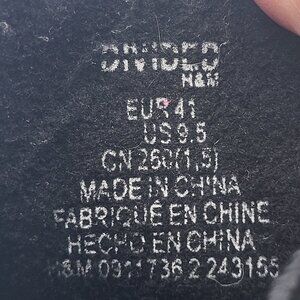 DIVIDED
H&M
EUR 41
US 9.5
CN 260(1,5)
MADE IN CHINA
FABRIQUÉ EN CHINE
HECHO EN CHINA
H&M 0911736 2 243165